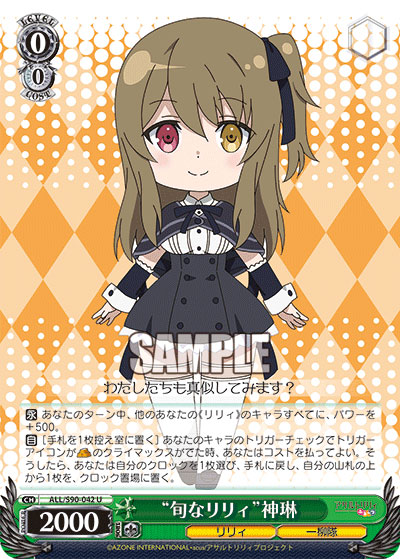 LEVEL
0
0
COST
SAMPLE
わたしたちも真似してみます？
永 あなたのターン中、他のあなたの《リリィ》のキャラすべてに、パワーを
＋500。
自 ［手札を1枚控え室に置く］ あなたのキャラのトリガーチェックでトリガー
アイコンが のクライマックスがでた時、あなたはコストを払ってよい。そ
うしたら、あなたのクロックを1枚選び、手札に戻し、自分の山札の上
から1枚を、クロック置場に置く。
CH ALL/S90-042 U
POWER
2000
“旬なリリィ”神琳
リリィ
一柳隊
©AZONE INTERNATIONAL・acus/アサルトリリィプロジェクト